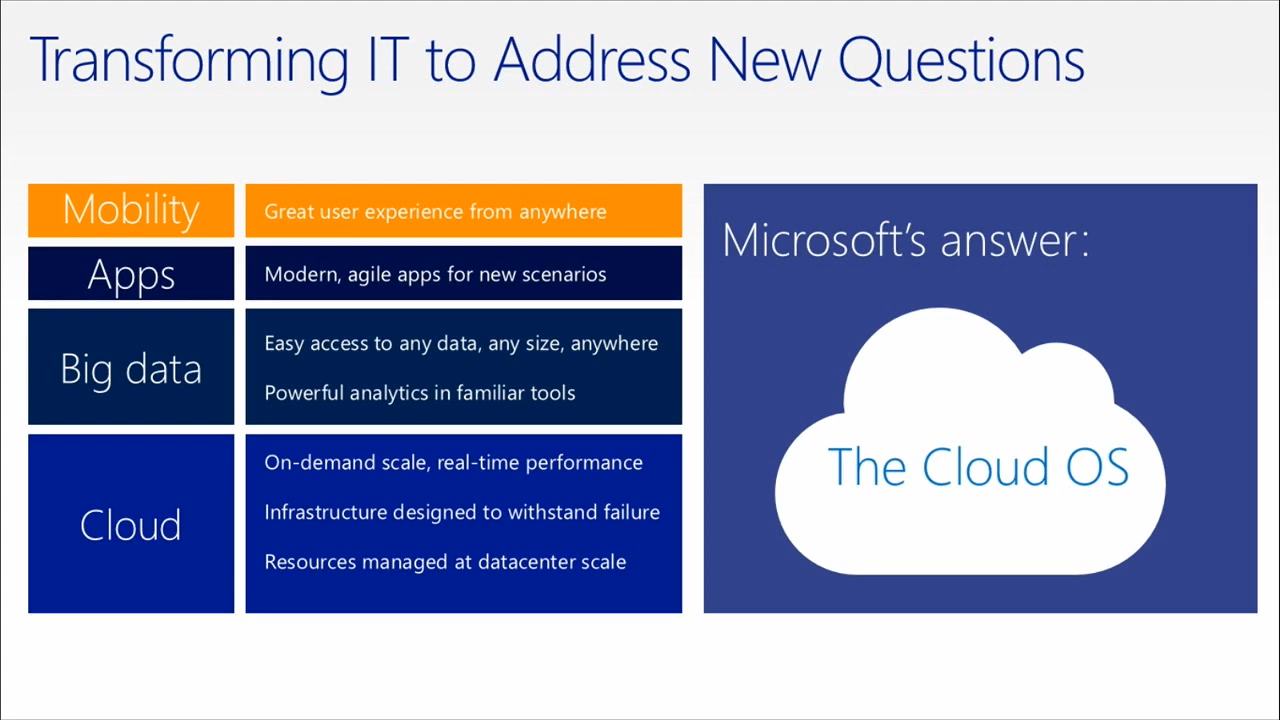 Transforming IT to Address New Questions
Mobility
Great user experience from anywhere
Apps
Modern, agile apps for new scenarios
Big data
Easy access to any data, any size, anywhere
Powerful analytics in familiar tools
Cloud
On-demand scale, real-time performance
Infrastructure designed to withstand failure
Resources managed at datacenter scale
Microsoft's answer:
The Cloud OS